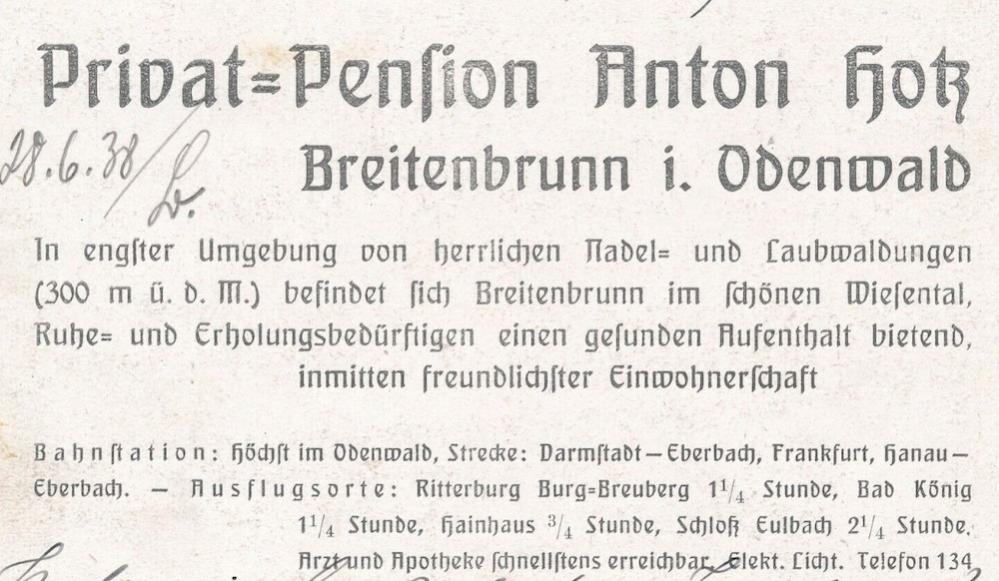 Privat=Pension Anton Hotz
28.6.38
Breitenbrunn i. Odenwald
In engster Umgebung von herrlichen Nadel= und Laubwaldungen
(300 m ü. d. M.) befindet sich Breitenbrunn im schönen Wiesental,
Ruhe= und Erholungsbedürftigen einen gesunden Aufenthalt bietend,
inmitten freundlichster Einwohnerschaft
Bahnstation: Höchst im Odenwald, Strecke: Darmstadt—Eberbach, Frankfurt, Hanau—
Eberbach. — Ausflugsorte: Ritterburg Burg=Breuberg 1¹/₄ Stunde, Bad König
1¹/₄ Stunde, Hainhaus ³/₄ Stunde, Schloß Eulbach 2¹/₄ Stunde.
Arzt und Apotheke schnellstens erreichbar. Elekt. Licht. Telefon 134